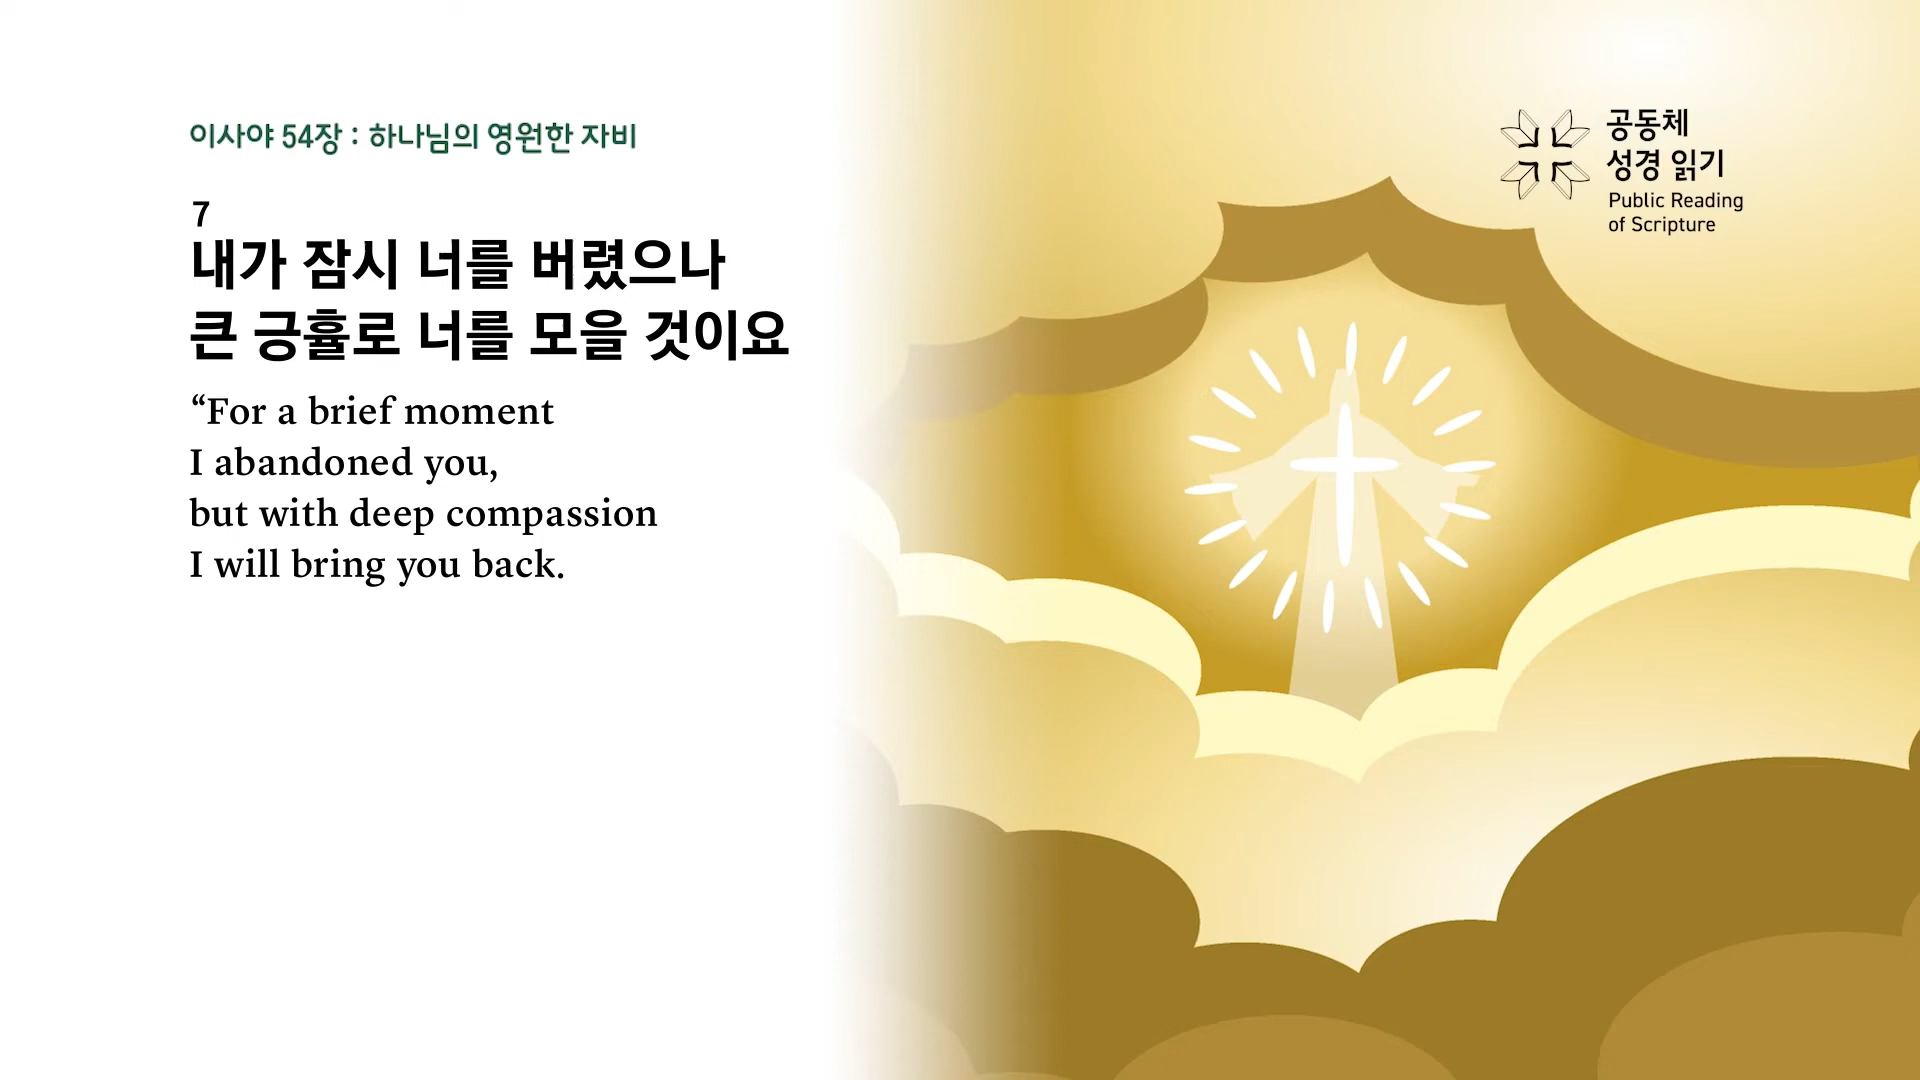 이사야 54장 : 하나님의 영원한 자비
7
내가 잠시 너를 버렸으나
큰 긍휼로 너를 모을 것이요
“For a brief moment
I abandoned you,
but with deep compassion
I will bring you back.
공동체
성경 읽기
Public Reading
of Scripture